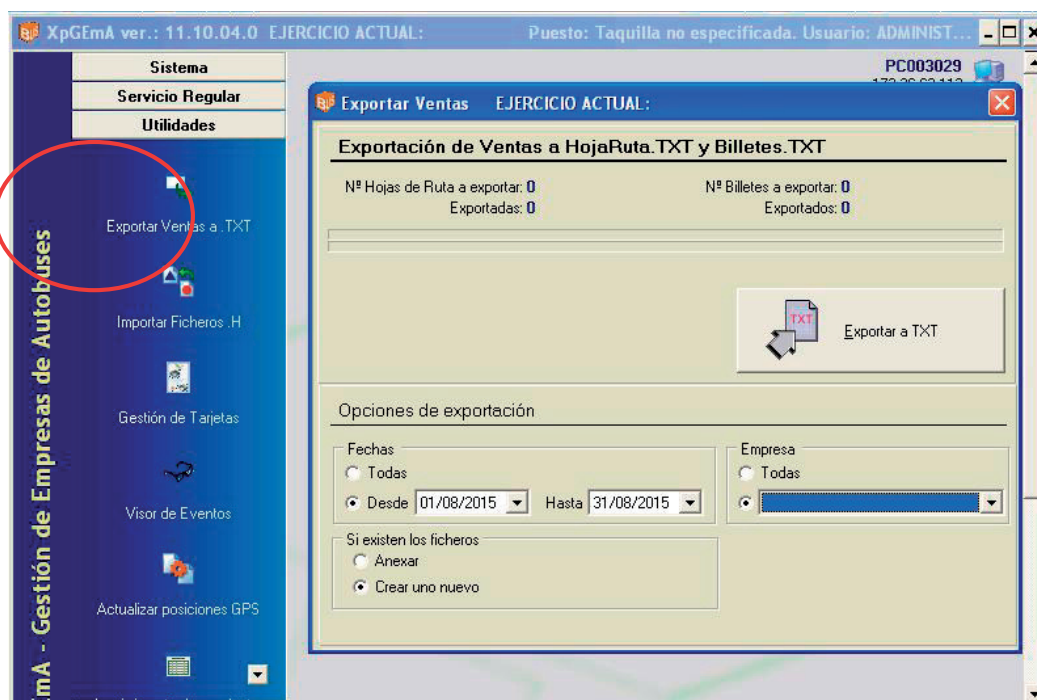 XpGEmA ver.: 11.10.04.0 EJERCICIO ACTUAL: Puesto: Taquilla no especificada. Usuario: ADMINIST...
Sistema
Servicio Regular
Utilidades
Exportar Ventas a .TXT
Importar Ficheros .H
Gestión de Tarjetas
Visor de Eventos
Actualizar posiciones GPS
EmA - Gestión de Empresas de Autobuses
PC003029
Exportar Ventas EJERCICIO ACTUAL:
Exportación de Ventas a HojaRuta.TXT y Billetes.TXT
Nº Hojas de Ruta a exportar: 0 Nº Billetes a exportar: 0
Exportadas: 0 Exportados: 0
TXT
Exportar a TXT
Opciones de exportación
Fechas
Todas
Desde 01/08/2015 Hasta 31/08/2015
Empresa
Todas
Si existen los ficheros
Anexar
Crear uno nuevo